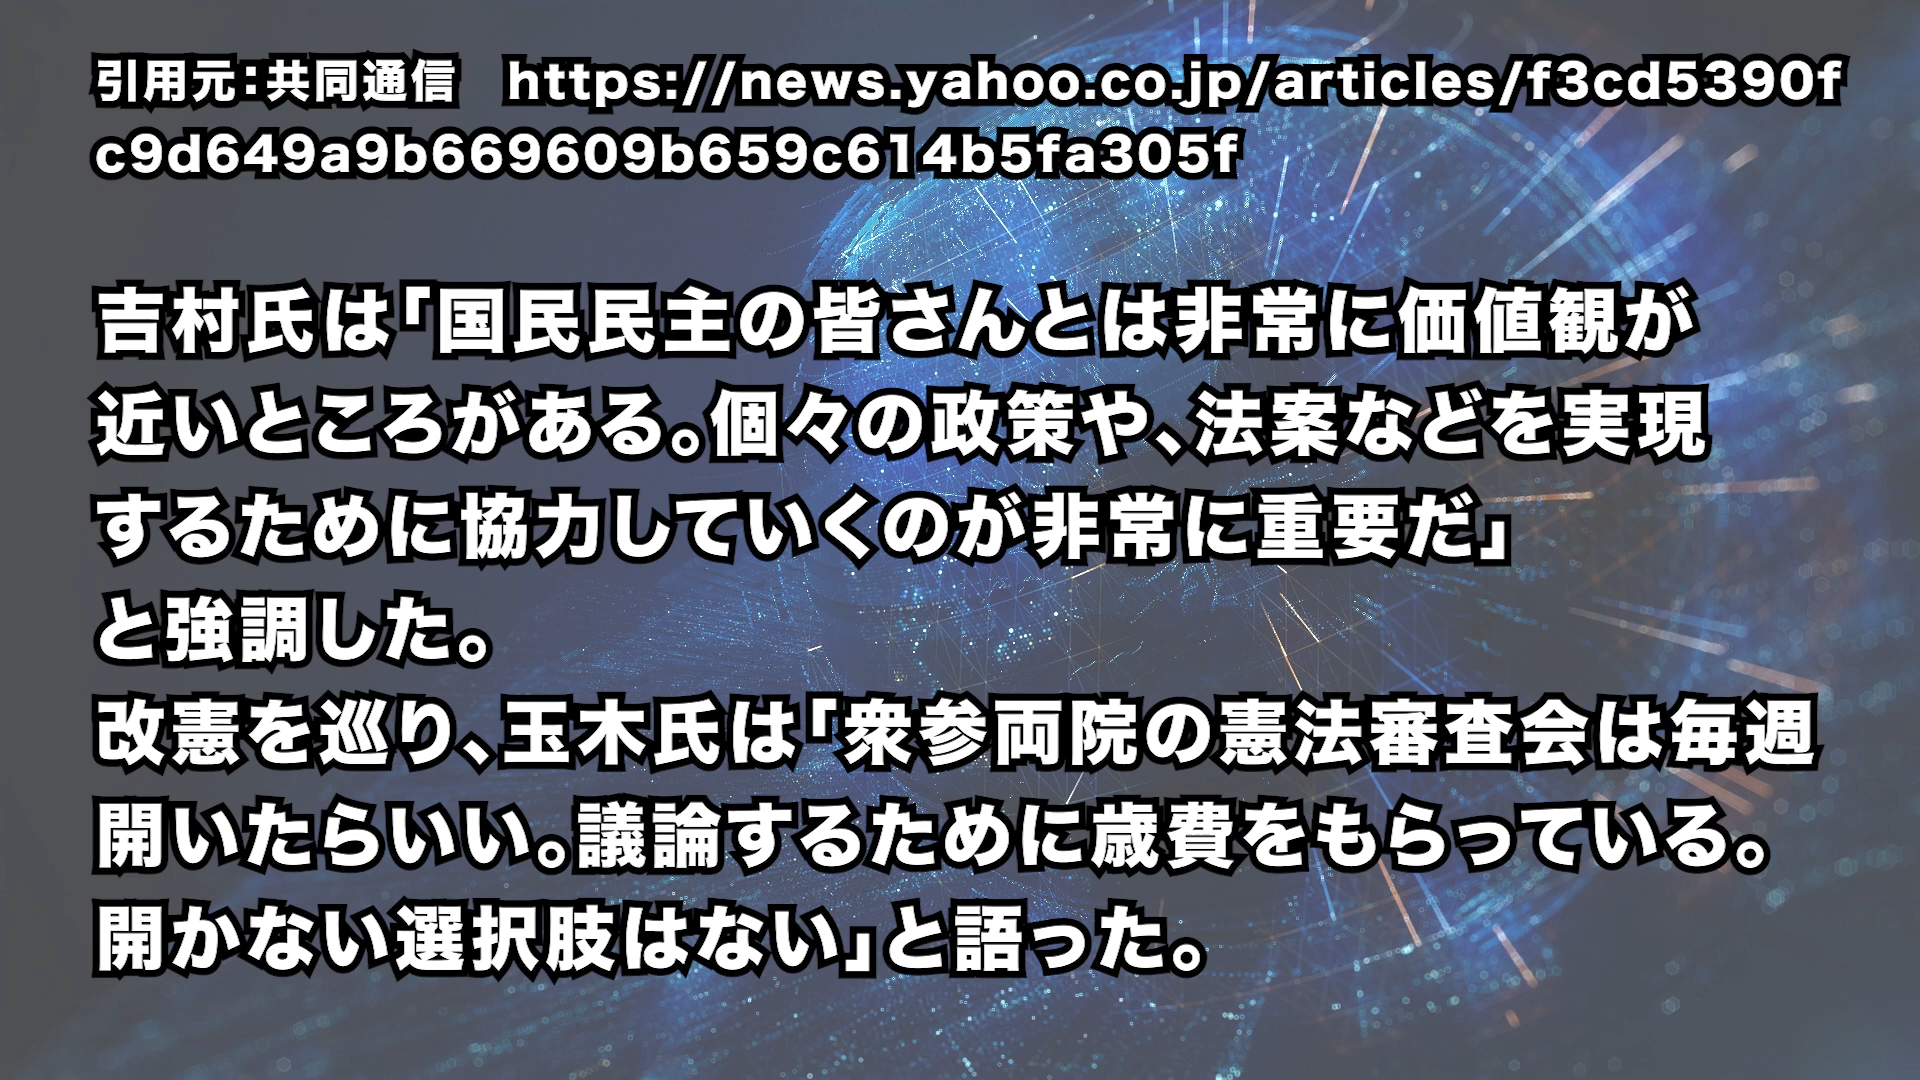 引用元：共同通信　https://news.yahoo.co.jp/articles/f3cd5390f
c9d649a9b669609b659c614b5fa305f
吉村氏は「国民民主の皆さんとは非常に価値観が
近いところがある。個々の政策や、法案などを実現
するために協力していくのが非常に重要だ」
と強調した。
改憲を巡り、玉木氏は「衆参両院の憲法審査会は毎週
開いたらいい。議論するために歳費をもらっている。
開かない選択肢はない」と語った。